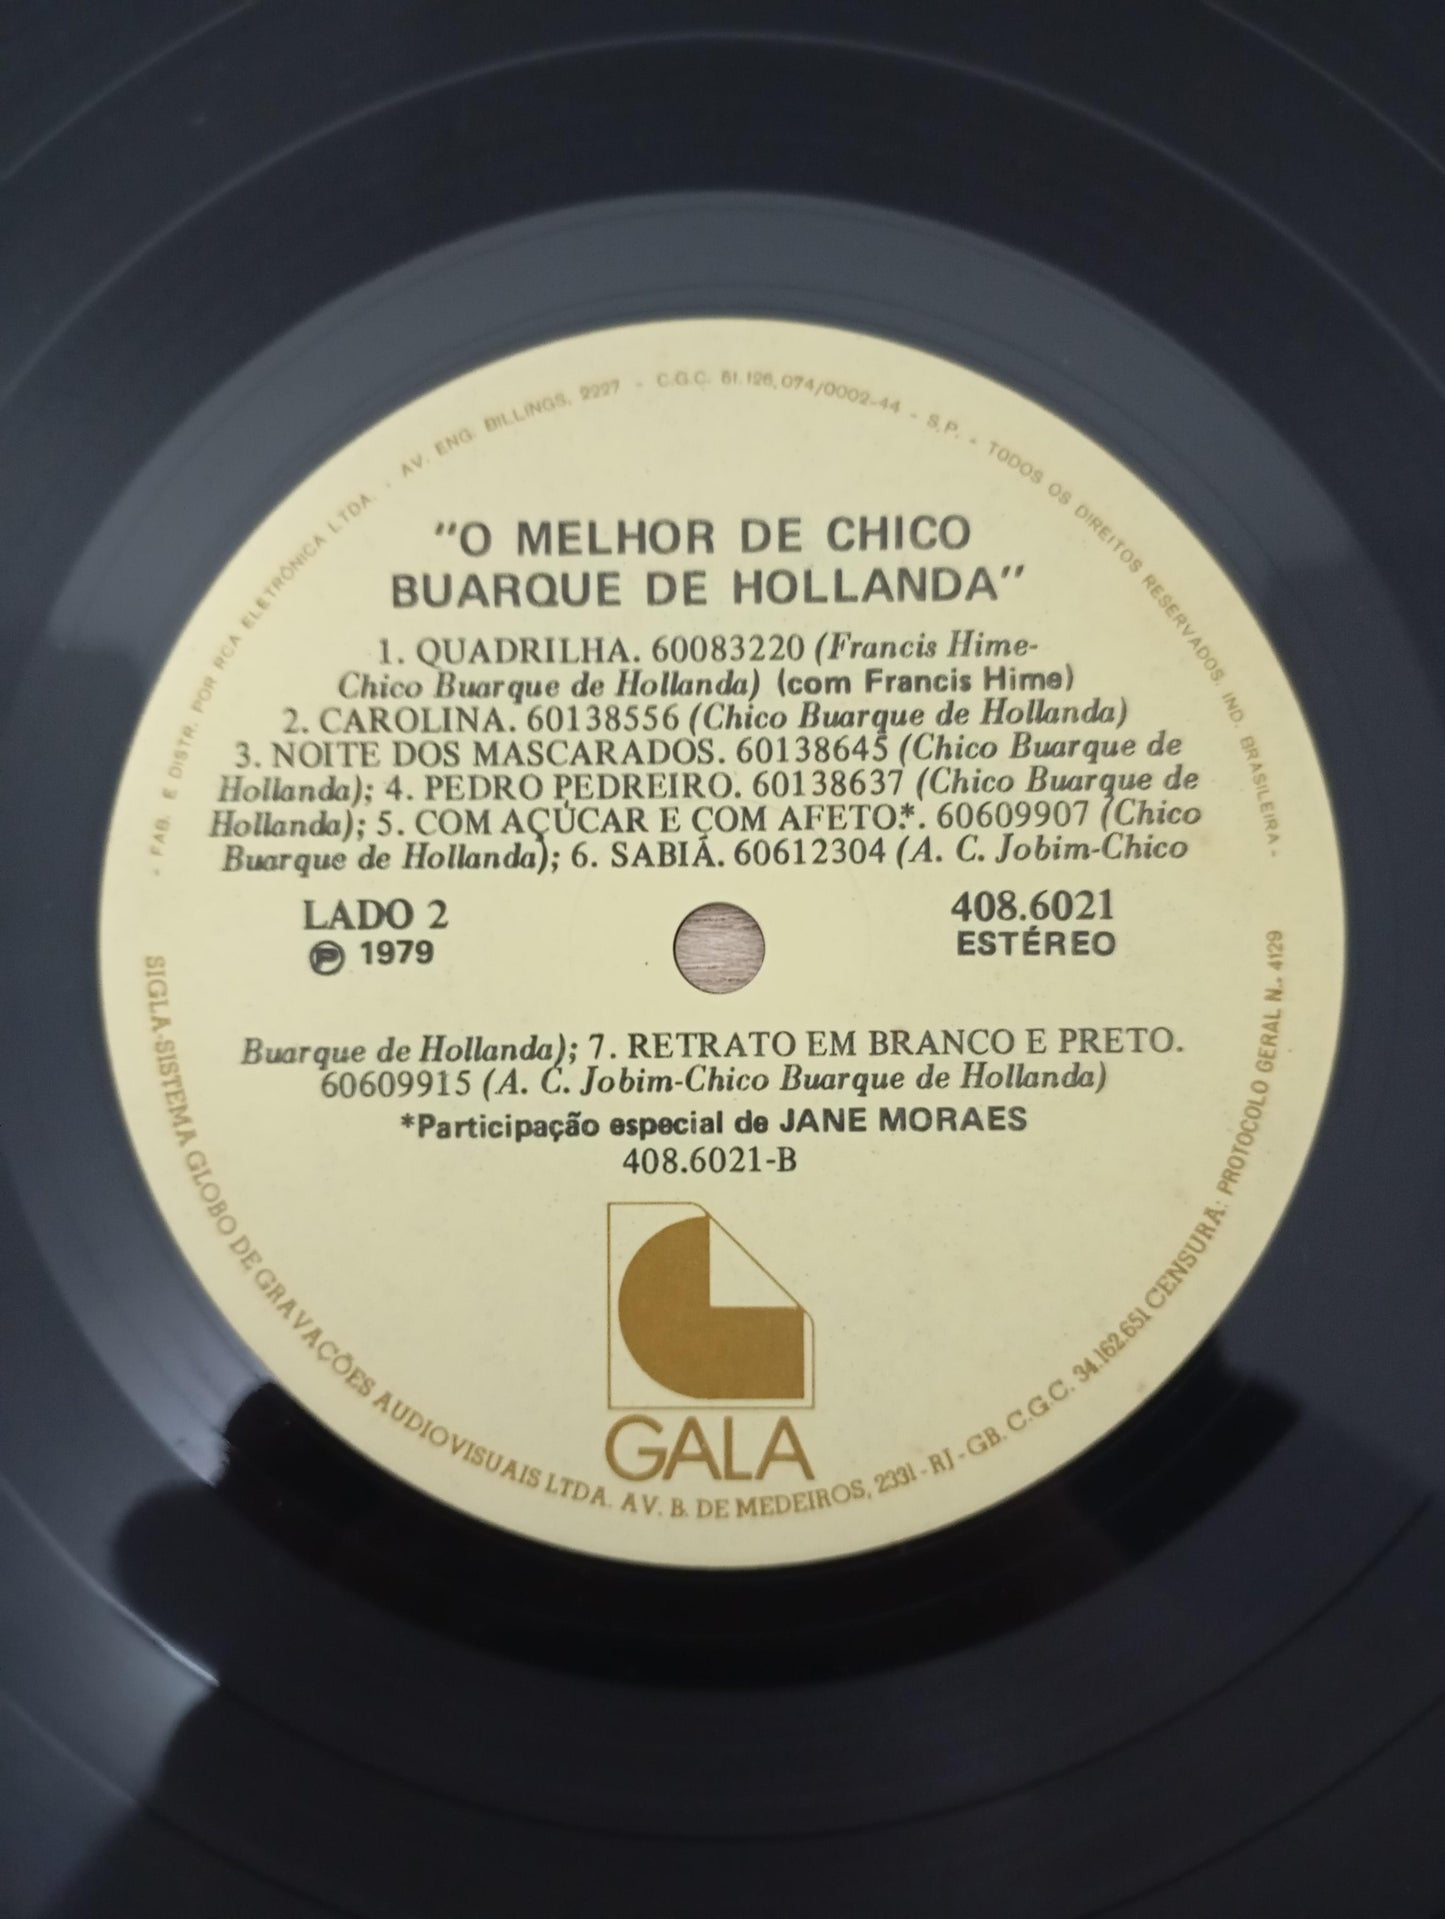 - FAB. E DISTR. POR RCA ELETRÔNICA LTDA. - AV. ENG. BILLINGS, 2227 - C.G.C. 61.126.074/0002-44 - S.P. - TODOS OS DIREITOS RESERVADOS. IND. BRASILEIRA -
"O MELHOR DE CHICO
BUARQUE DE HOLLANDA"
1. QUADRILHA. 60083220 (Francis Hime-
Chico Buarque de Hollanda) (com Francis Hime)
2. CAROLINA. 60138556 (Chico Buarque de Hollanda)
3. NOITE DOS MASCARADOS. 60138645 (Chico Buarque de
Hollanda); 4. PEDRO PEDREIRO. 60138637 (Chico Buarque de
Hollanda); 5. COM AÇÚCAR E COM AFETO*. 60609907 (Chico
Buarque de Hollanda); 6. SABIÁ. 60612304 (A. C. Jobim-Chico
LADO 2
℗ 1979
408.6021
ESTÉREO
Buarque de Hollanda); 7. RETRATO EM BRANCO E PRETO.
60609915 (A. C. Jobim-Chico Buarque de Hollanda)
*Participação especial de JANE MORAES
408.6021-B
GALA
SIGLA-SISTEMA GLOBO DE GRAVAÇÕES AUDIOVISUAIS LTDA. AV. B. DE MEDEIROS, 2331 - RJ - GB. C.G.C. 34.162.651 CENSURA: PROTOCOLO GERAL N.. 4129